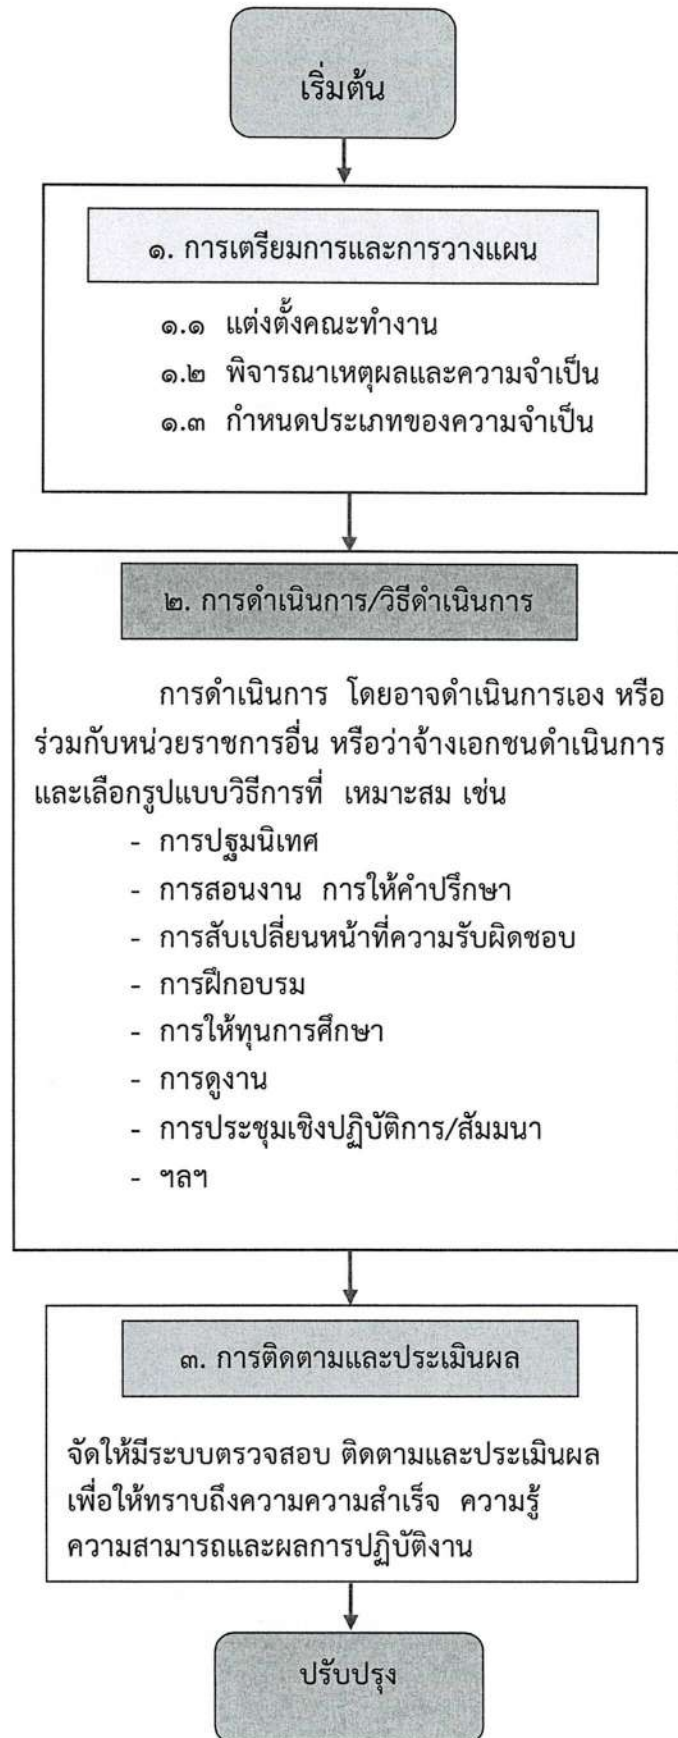 เริ่มต้น
๑. การเตรียมการและการวางแผน
๑.๑ แต่งตั้งคณะทำงาน
๑.๒ พิจารณาเหตุผลและความจำเป็น
๑.๓ กำหนดประเภทของความจำเป็น
๒. การดำเนินการ/วิธีดำเนินการ
การดำเนินการ โดยอาจดำเนินการเอง หรือ
ร่วมกับหน่วยราชการอื่น หรือว่าจ้างเอกชนดำเนินการ
และเลือกรูปแบบวิธีการที่ เหมาะสม เช่น
- การปฐมนิเทศ
- การสอนงาน การให้คำปรึกษา
- การสับเปลี่ยนหน้าที่ความรับผิดชอบ
- การฝึกอบรม
- การให้ทุนการศึกษา
- การดูงาน
- การประชุมเชิงปฏิบัติการ/สัมมนา
- ฯลฯ
๓. การติดตามและประเมินผล
จัดให้มีระบบตรวจสอบ ติดตามและประเมินผล
เพื่อให้ทราบถึงความความสำเร็จ ความรู้
ความสามารถและผลการปฏิบัติงาน
ปรับปรุง